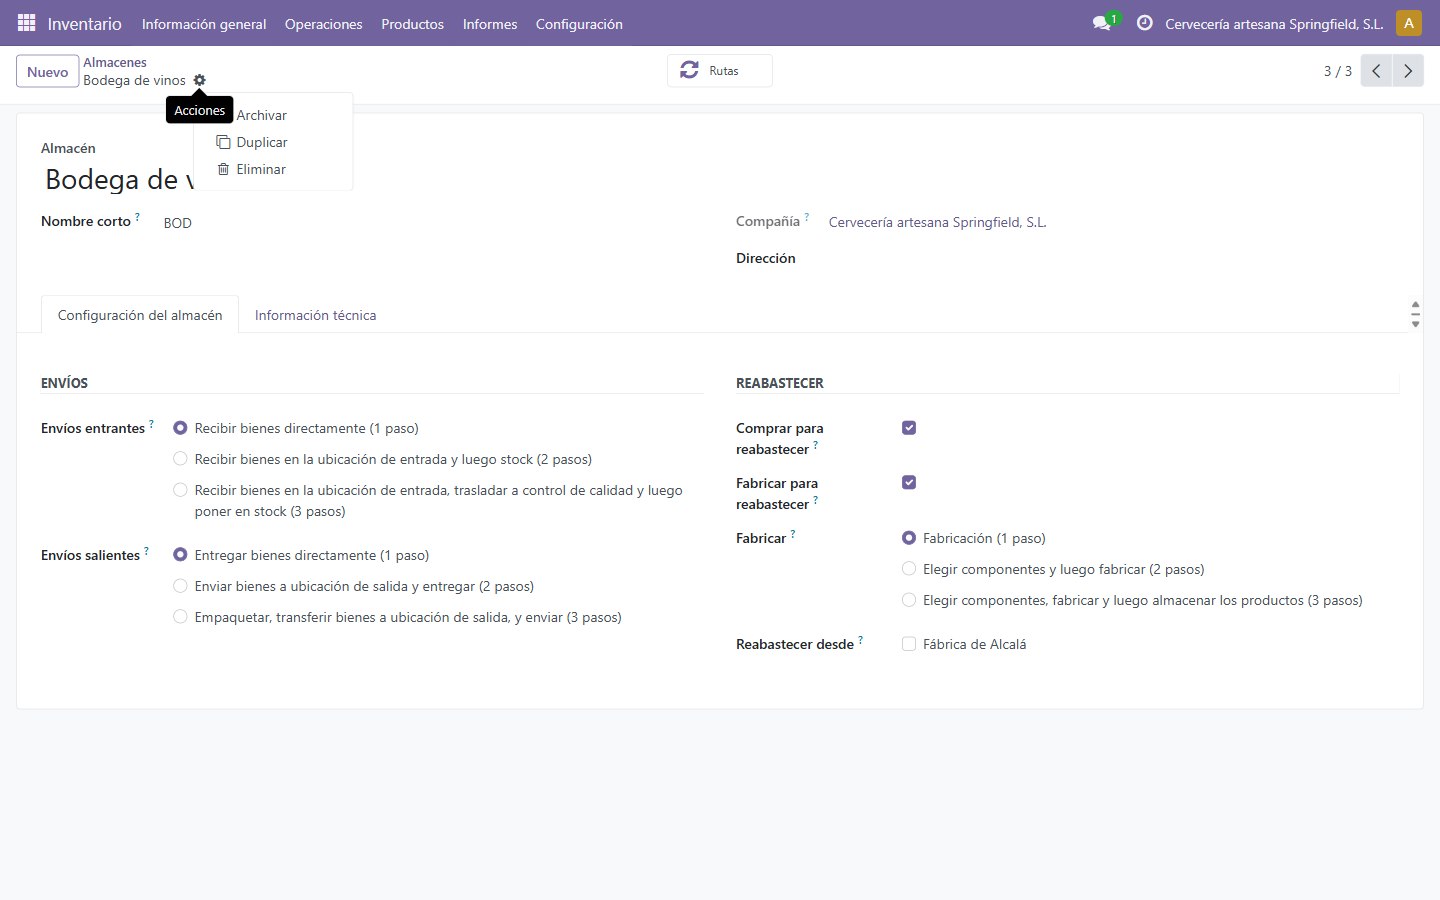 Inventario
Información general
Operaciones
Productos
Informes
Configuración
1
Cervecería artesana Springfield, S.L.
A
Nuevo
Almacenes
Bodega de vinos
Rutas
3 / 3
Acciones
Archivar
Duplicar
Eliminar
Almacén
Bodega de v
Nombre corto ?
BOD
Compañía ?
Cervecería artesana Springfield, S.L.
Dirección
Configuración del almacén
Información técnica
ENVÍOS
Envíos entrantes ?
Recibir bienes directamente (1 paso)
Recibir bienes en la ubicación de entrada y luego stock (2 pasos)
Recibir bienes en la ubicación de entrada, trasladar a control de calidad y luego
poner en stock (3 pasos)
Envíos salientes ?
Entregar bienes directamente (1 paso)
Enviar bienes a ubicación de salida y entregar (2 pasos)
Empaquetar, transferir bienes a ubicación de salida, y enviar (3 pasos)
REABASTECER
Comprar para
reabastecer ?
Fabricar para
reabastecer ?
Fabricar ?
Fabricación (1 paso)
Elegir componentes y luego fabricar (2 pasos)
Elegir componentes, fabricar y luego almacenar los productos (3 pasos)
Reabastecer desde ?
Fábrica de Alcalá